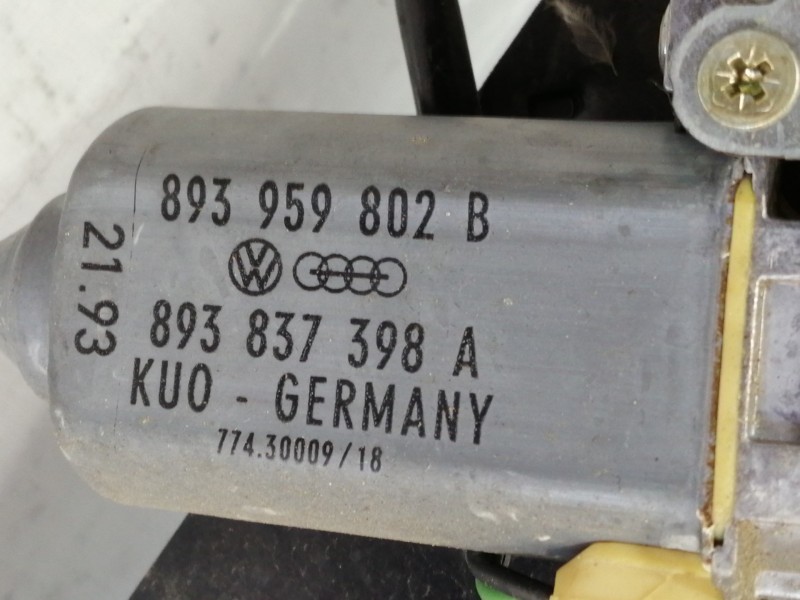 893 959 802 B
21.93
893 837 398 A
KUO - GERMANY
774.30009/18